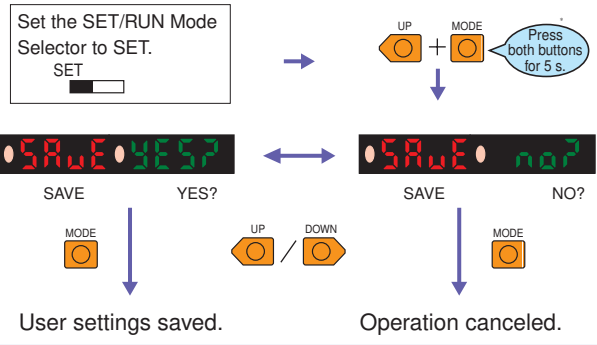 Set the SET/RUN Mode
Selector to SET.
SET
UP
MODE
+
Press
both buttons
for 5 s.
SAvE YES?
SAvE no?
SAVE
YES?
SAVE
NO?
MODE
UP
/
DOWN
MODE
User settings saved.
Operation canceled.